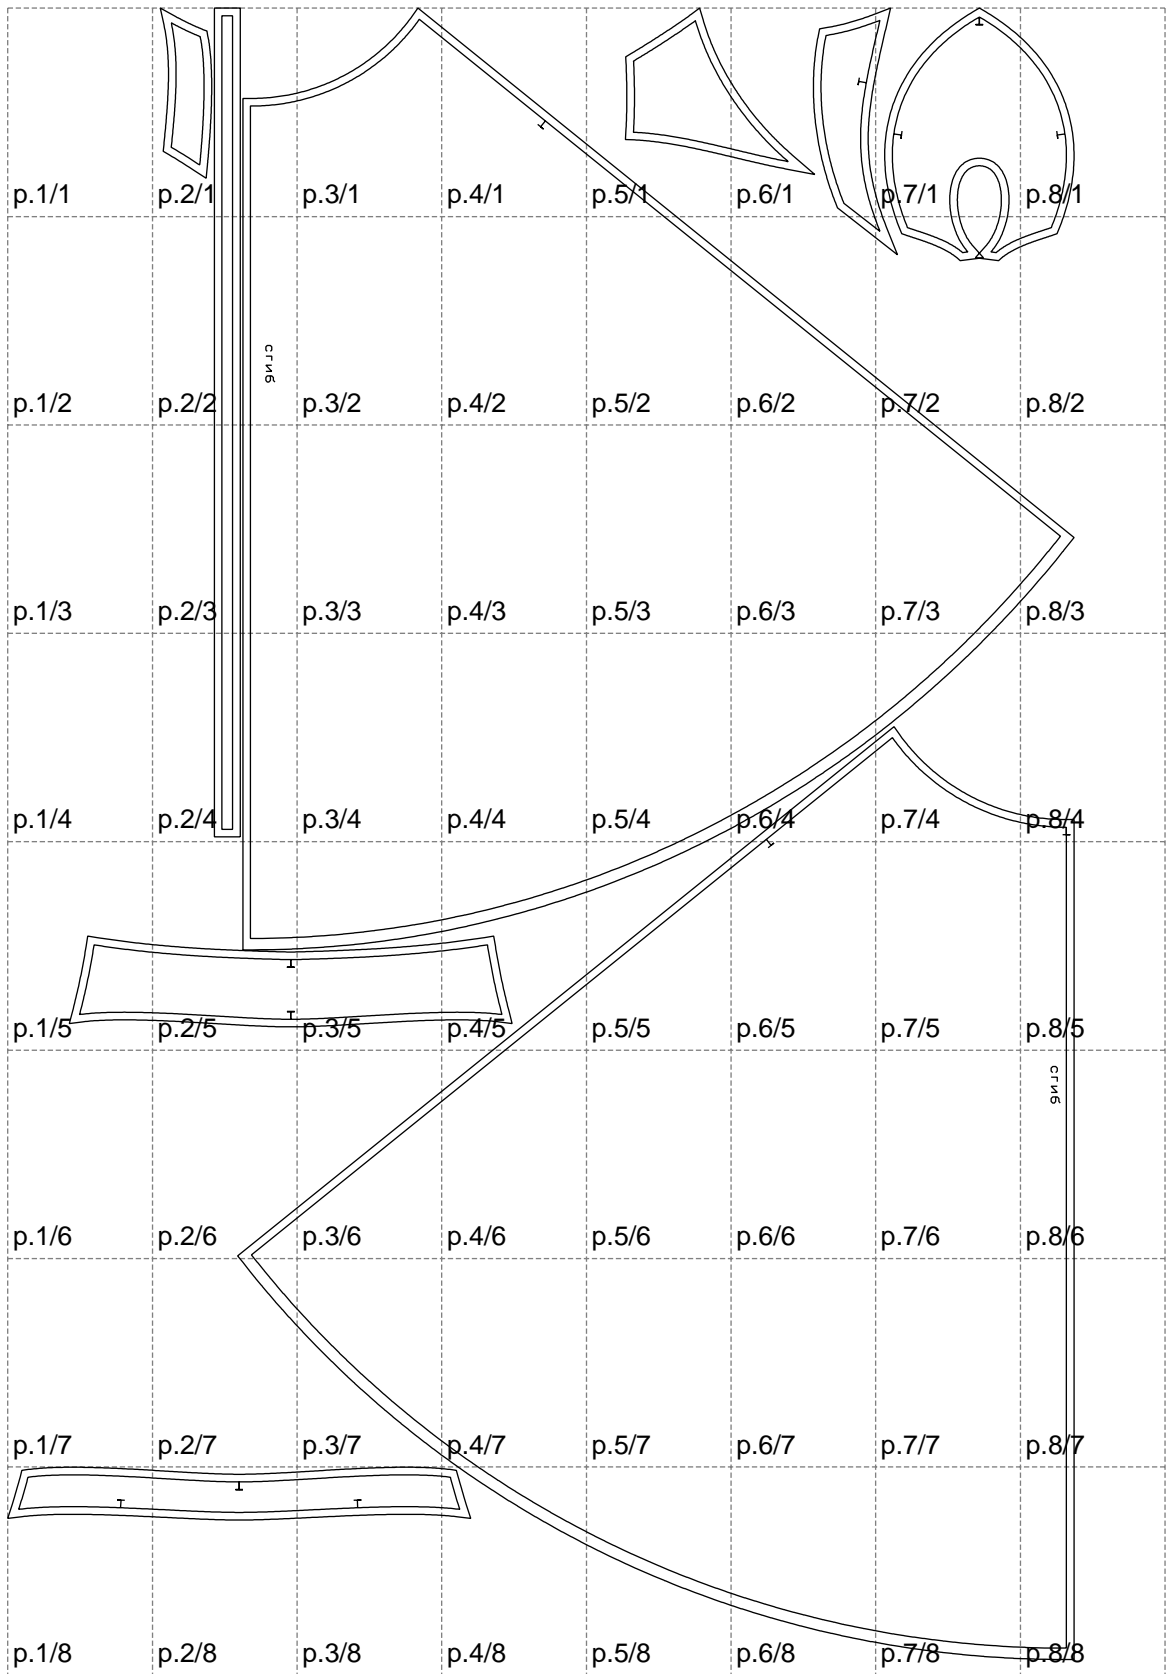 p.1/1 p.2/1 p.3/1 p.4/1 p.5/1 p.6/1 p.7/1 p.8/1
сгиб
p.1/2 p.2/2 p.3/2 p.4/2 p.5/2 p.6/2 p.7/2 p.8/2
p.1/3 p.2/3 p.3/3 p.4/3 p.5/3 p.6/3 p.7/3 p.8/3
p.1/4 p.2/4 p.3/4 p.4/4 p.5/4 p.6/4 p.7/4 p.8/4
p.1/5 p.2/5 p.3/5 p.4/5 p.5/5 p.6/5 p.7/5 p.8/5
сгиб
p.1/6 p.2/6 p.3/6 p.4/6 p.5/6 p.6/6 p.7/6 p.8/6
p.1/7 p.2/7 p.3/7 p.4/7 p.5/7 p.6/7 p.7/7 p.8/7
p.1/8 p.2/8 p.3/8 p.4/8 p.5/8 p.6/8 p.7/8 p.8/8